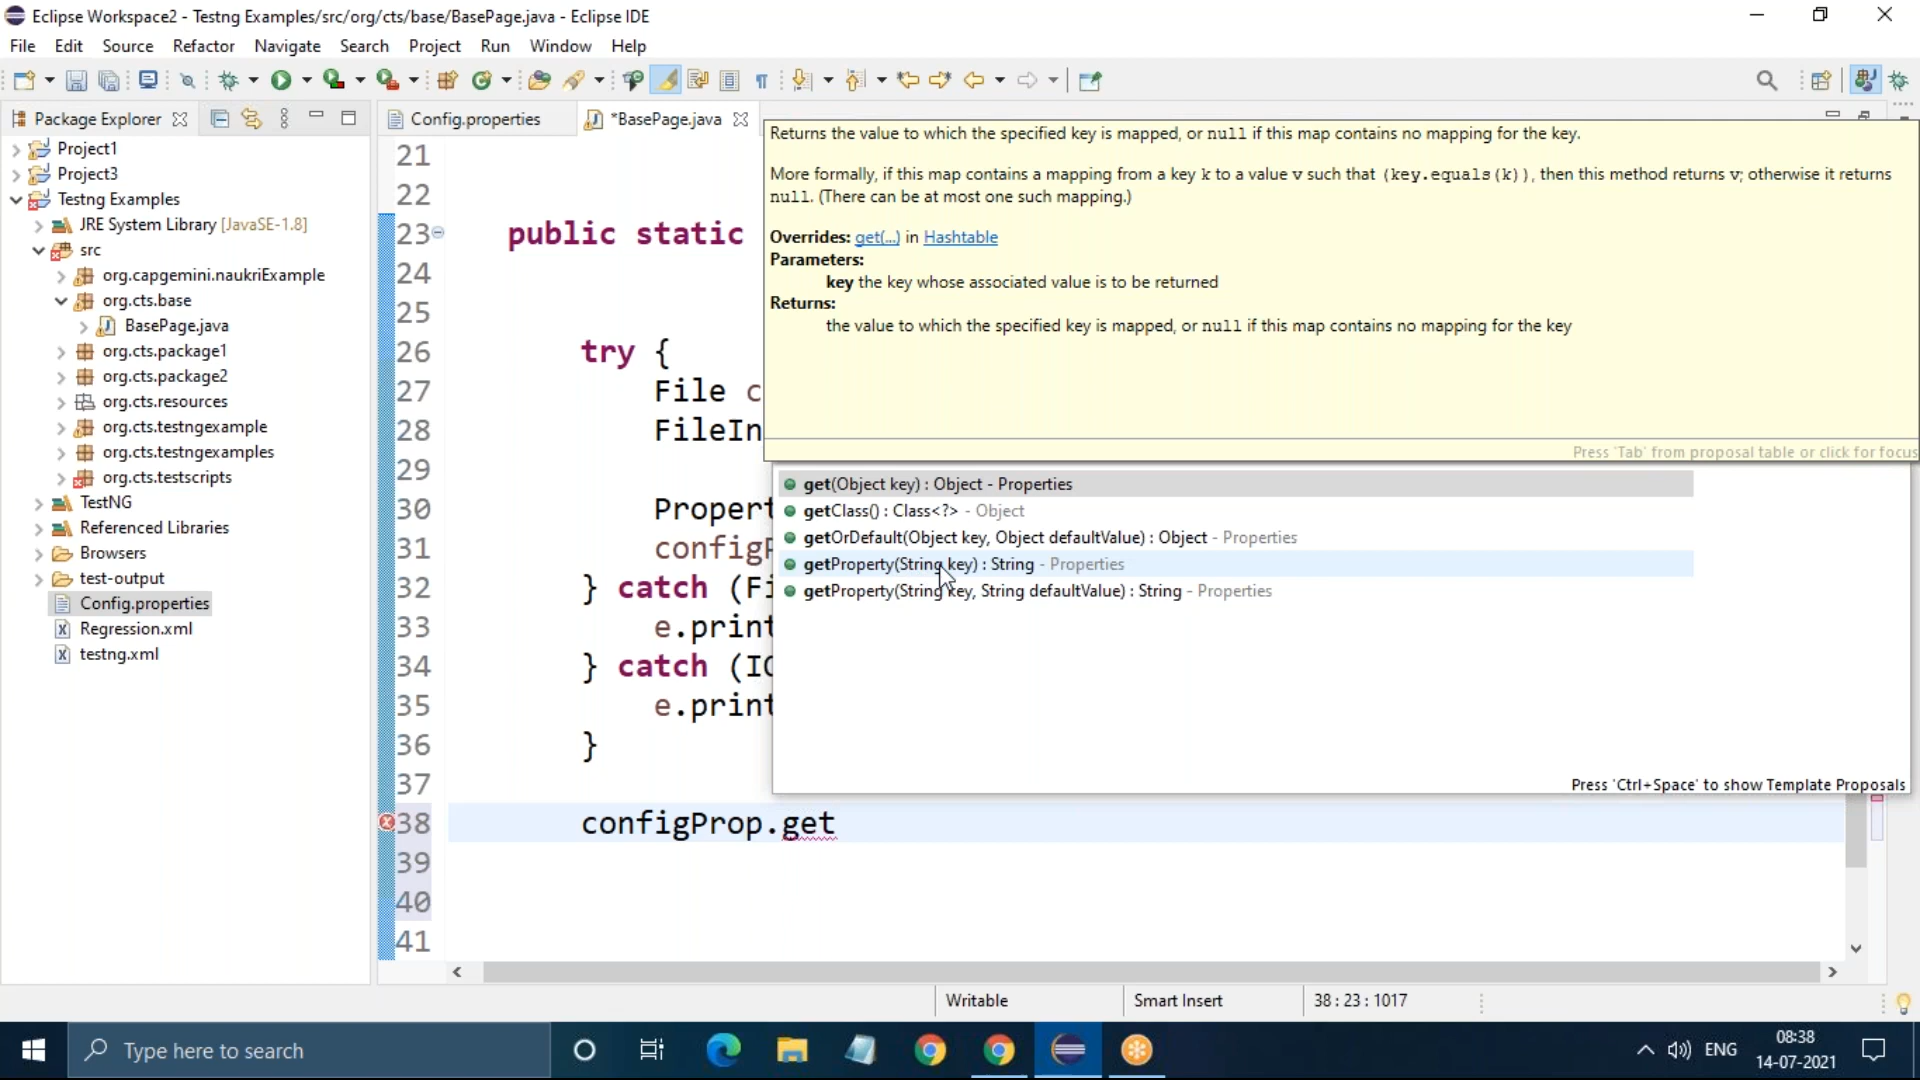 Eclipse Workspace2 - Testng Examples/src/org/cts/base/BasePage.java - Eclipse IDE
File Edit Source Refactor Navigate Search Project Run Window Help
Package Explorer
Project1
Project3
Testng Examples
JRE System Library [JavaSE-1.8]
src
org.capgemini.naukriExample
org.cts.base
BasePage.java
org.cts.package1
org.cts.package2
org.cts.resources
org.cts.testngexample
org.cts.testngexamples
org.cts.testscripts
TestNG
Referenced Libraries
Browsers
test-output
Config.properties
Regression.xml
testng.xml
Config.properties
*BasePage.java
21
22
23 public static
24
25
26 try {
27 File c
28 FileIn
29
30 Propert
31 configP
32 } catch (Fi
33 e.print
34 } catch (IO
35 e.print
36 }
37
38 configProp.get
39
40
41
Returns the value to which the specified key is mapped, or null if this map contains no mapping for the key.
More formally, if this map contains a mapping from a key k to a value v such that (key.equals(k)), then this method returns v; otherwise it returns
null. (There can be at most one such mapping.)
Overrides: get(...) in Hashtable
Parameters:
key the key whose associated value is to be returned
Returns:
the value to which the specified key is mapped, or null if this map contains no mapping for the key
Press 'Tab' from proposal table or click for focus
get(Object key) : Object - Properties
getClass() : Class<?> - Object
getOrDefault(Object key, Object defaultValue) : Object - Properties
getProperty(String key) : String - Properties
getProperty(String key, String defaultValue) : String - Properties
Press 'Ctrl+Space' to show Template Proposals
Writable
Smart Insert
38 : 23 : 1017
Type here to search
ENG
08:38
14-07-2021